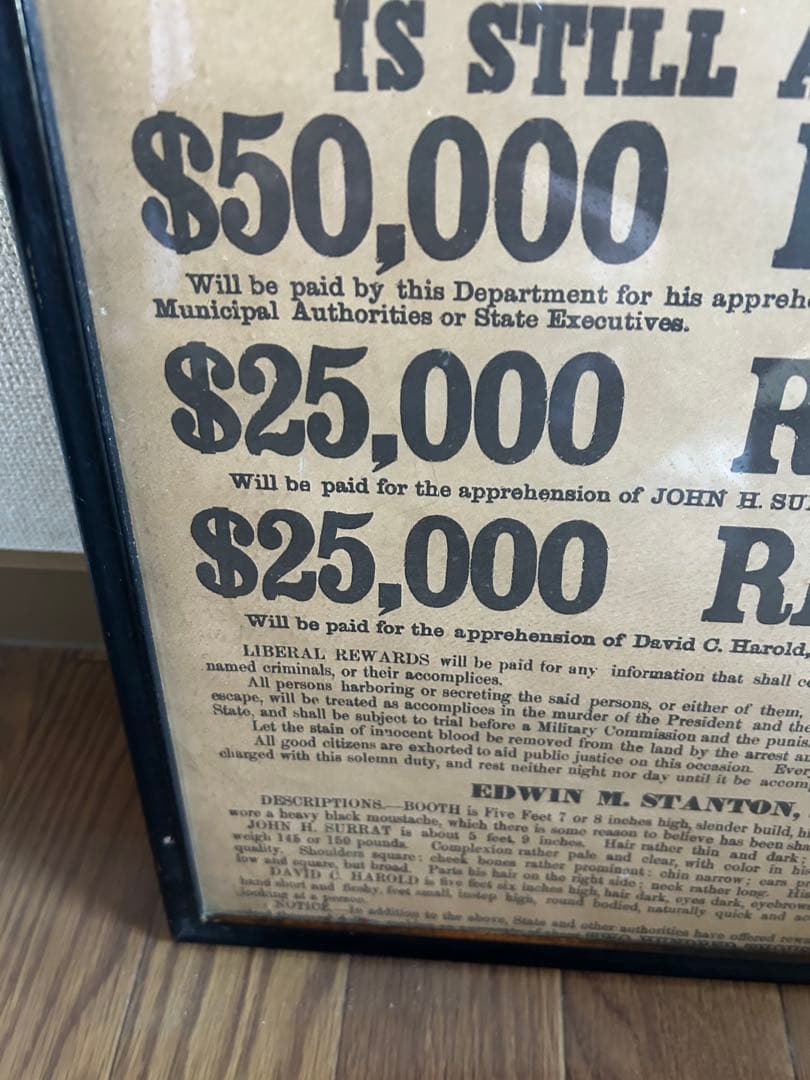 IS STILL A
$50,000
Will be paid by this Department for his appreh
Municipal Authorities or State Executives.
$25,000 R
Will be paid for the apprehension of JOHN H. SU
$25,000 R
Will be paid for the apprehension of David C. Harold,
LIBERAL REWARDS will be paid for any information that shall c
named criminals, or their accomplices.
All persons harboring or secreting the said persons, or either of them,
escape, will be treated as accomplices in the murder of the President and the
State, and shall be subject to trial before a Military Commission and the punis
Let the stain of innocent blood be removed from the land by the arrest a
All good citizens are exhorted to aid public justice on this occasion. Ever
charged with this solemn duty, and rest neither night nor day until it be accom
EDWIN M. STANTON,
DESCRIPTIONS.—BOOTH is Five Feet 7 or 8 inches high, slender build, h
wore a heavy black moustache, which there is some reason to believe has been sha
JOHN H. SURRAT is about 5 feet, 9 inches. Hair rather thin and dark;
weigh 145 or 150 pounds. Complexion rather pale and clear, with color in his
quality. Shoulders square; cheek bones rather prominent; chin narrow; ears pr
low and square, but broad. Parts his hair on the right side; neck rather long. His
DAVID C. HAROLD is five feet six inches high, hair dark, eyes dark, eyebrow
hand short and fleshy, feet small, instep high, round bodied, naturally quick and a
looking at a person.
NOTICE.—In addition to the above, State and other authorities have offered rew
TWO HUNDRED THOUS